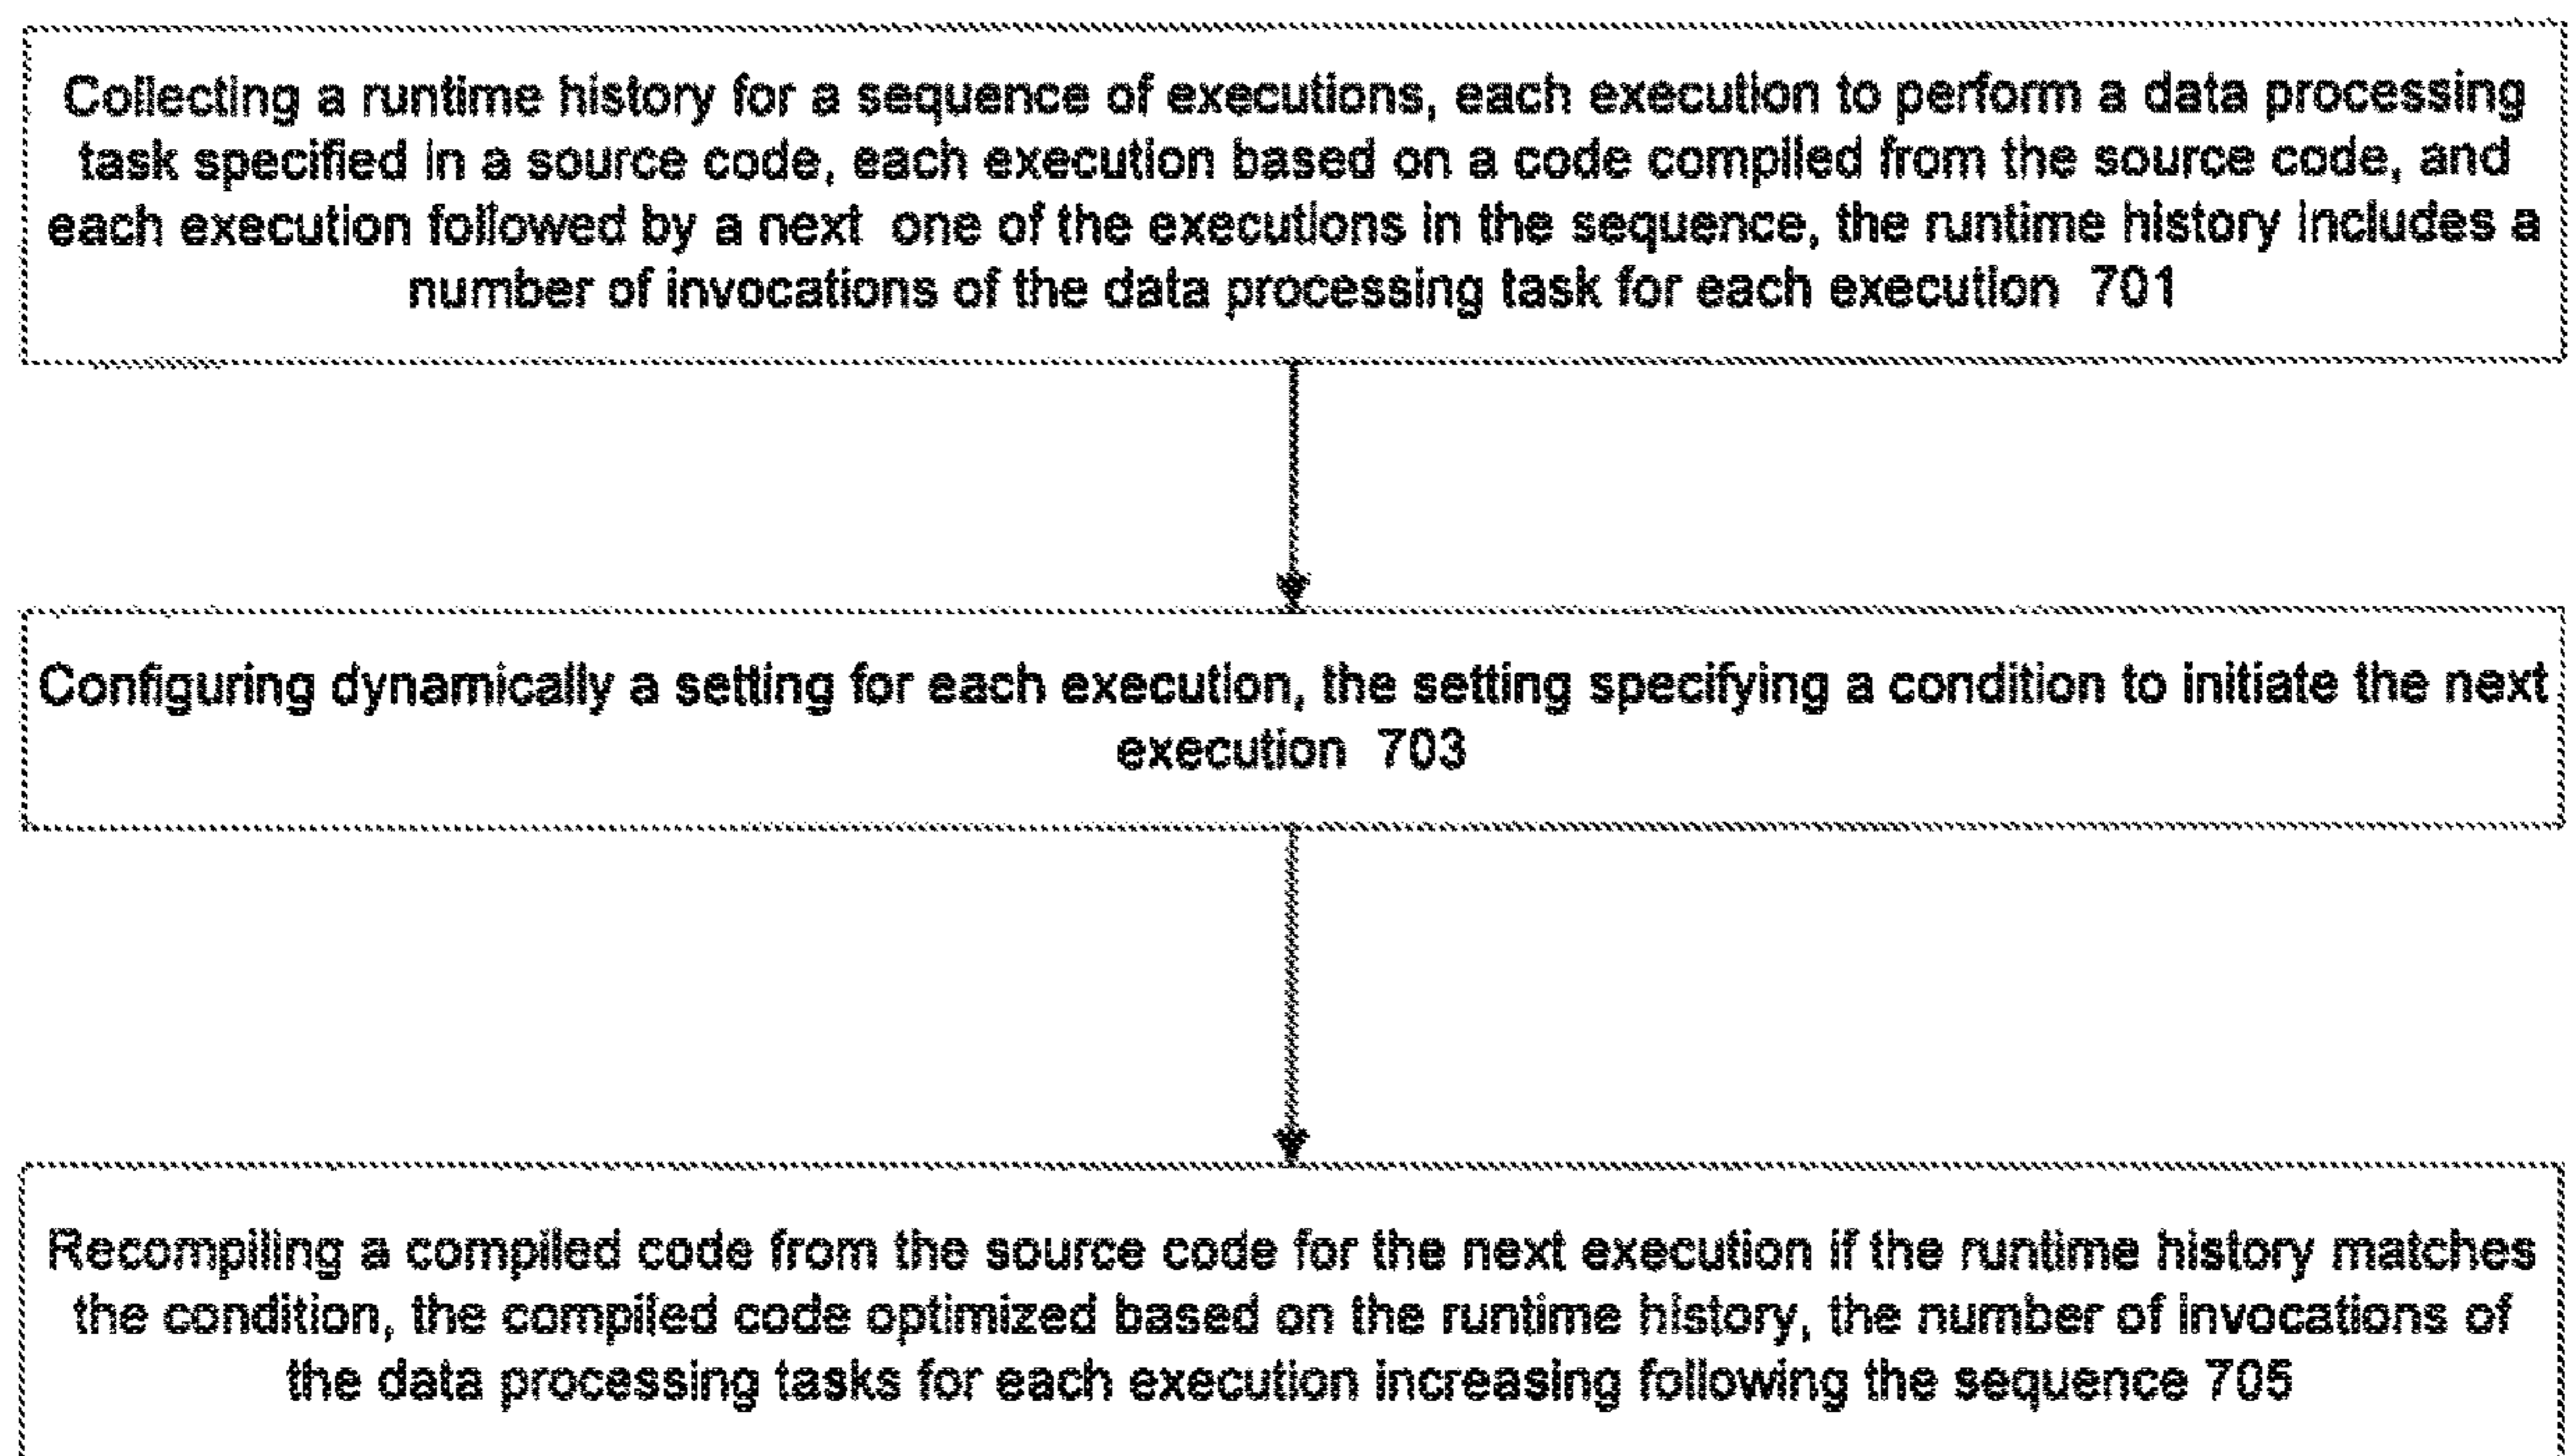 Collecting a runtime history for a sequence of executions, each execution to perform a data processing
task specified in a source code, each execution based on a code compiled from the source code, and
each execution followed by a next one of the executions in the sequence, the runtime history includes a
number of invocations of the data processing task for each execution 701
Configuring dynamically a setting for each execution, the setting specifying a condition to initiate the next
execution 703
Recompiling a compiled code from the source code for the next execution if the runtime history matches
the condition, the compiled code optimized based on the runtime history, the number of invocations of
the data processing tasks for each execution increasing following the sequence 705